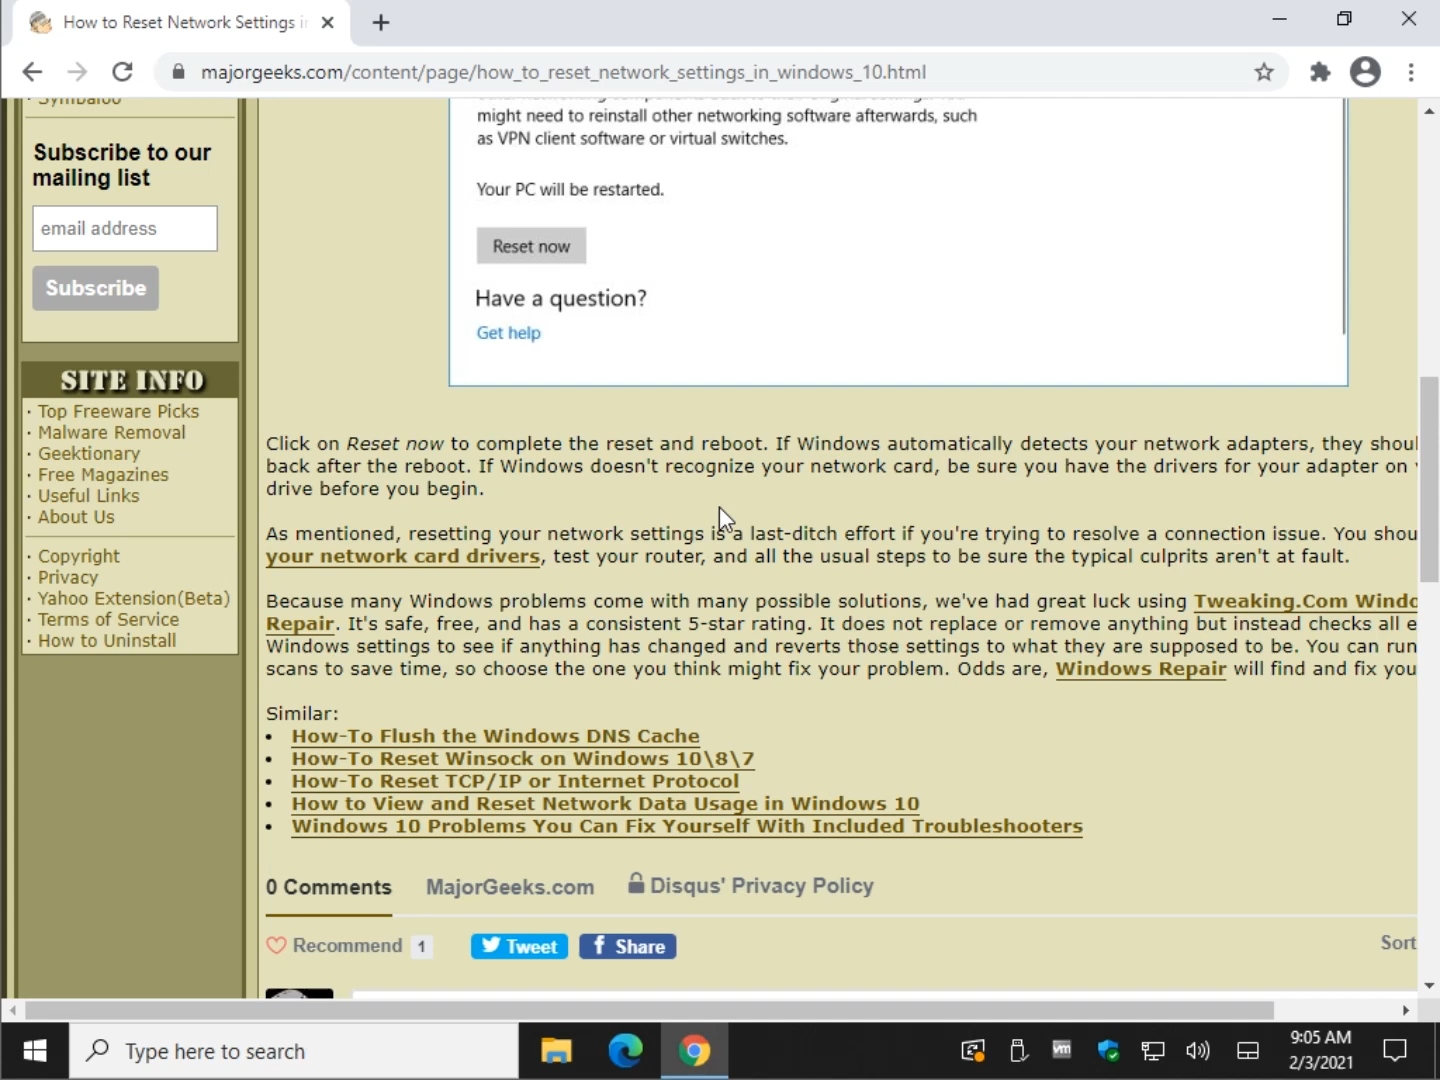 How to Reset Network Settings in
majorgeeks.com/content/page/how_to_reset_network_settings_in_windows_10.html
· Symbaloo
Subscribe to our
mailing list
email address
Subscribe
SITE INFO
· Top Freeware Picks
· Malware Removal
· Geektionary
· Free Magazines
· Useful Links
· About Us
· Copyright
· Privacy
· Yahoo Extension(Beta)
· Terms of Service
· How to Uninstall
might need to reinstall other networking software afterwards, such
as VPN client software or virtual switches.
Your PC will be restarted.
Reset now
Have a question?
Get help
Click on Reset now to complete the reset and reboot. If Windows automatically detects your network adapters, they shoul
back after the reboot. If Windows doesn't recognize your network card, be sure you have the drivers for your adapter on
drive before you begin.
As mentioned, resetting your network settings is a last-ditch effort if you're trying to resolve a connection issue. You shou
your network card drivers, test your router, and all the usual steps to be sure the typical culprits aren't at fault.
Because many Windows problems come with many possible solutions, we've had great luck using Tweaking.Com Windo
Repair. It's safe, free, and has a consistent 5-star rating. It does not replace or remove anything but instead checks all e
Windows settings to see if anything has changed and reverts those settings to what they are supposed to be. You can run
scans to save time, so choose the one you think might fix your problem. Odds are, Windows Repair will find and fix you
Similar:
• How-To Flush the Windows DNS Cache
• How-To Reset Winsock on Windows 10\8\7
• How-To Reset TCP/IP or Internet Protocol
• How to View and Reset Network Data Usage in Windows 10
• Windows 10 Problems You Can Fix Yourself With Included Troubleshooters
0 Comments MajorGeeks.com Disqus' Privacy Policy
Recommend 1 Tweet f Share Sort
Type here to search
vm
9:05 AM
2/3/2021